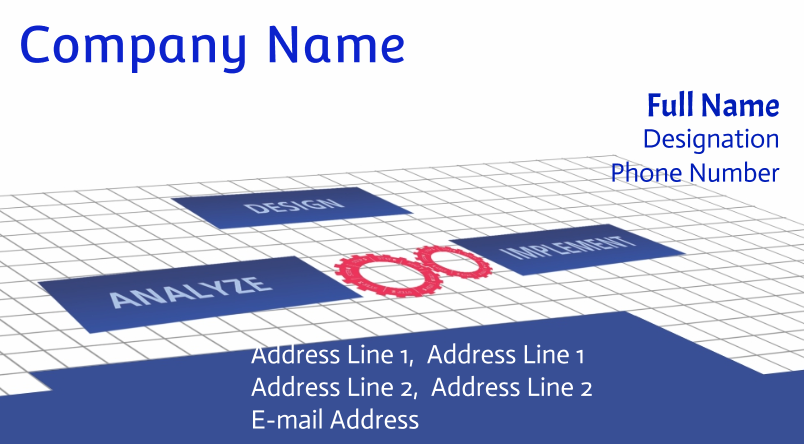 Company Name
Full Name
Designation
Phone Number
DESIGN
IMPLEMENT
ANALYZE
Address Line 1,  Address Line 1
Address Line 2,  Address Line 2
E-mail Address